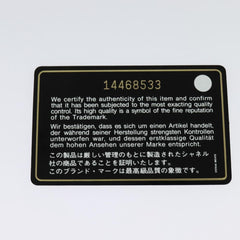 14468533
We certify the authenticity of this item and confirm
that it has been subjected to the most exacting quality
control. Its high quality is a symbol of the fine reputation
of the Trademark.
Wir bestätigen, dass es sich um einen Artikel handelt,
der während seiner Herstellung strengsten Kontrollen
unterworfen war, und dessen erstklassige Qualität dem
dem hohen Ansehen unserer Marke entspricht.
この製品は厳しい管理のもとに製造されたシャネル
社の商品であることを証明いたします。
このブランド・マークは最高級品質の象徴です。